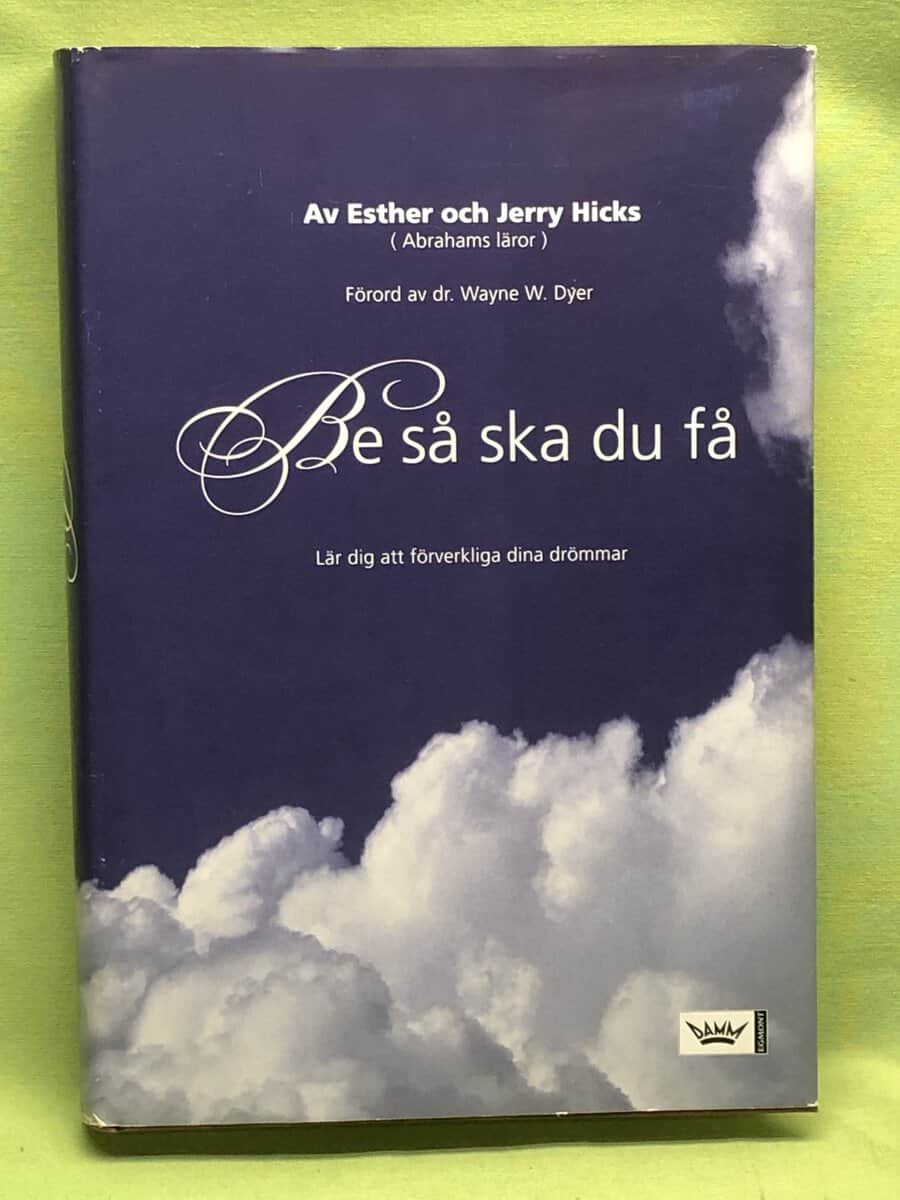 Av Esther och Jerry Hicks
( Abrahams läror )
Förord av dr. Wayne W. Dyer
Be så ska du få
Lär dig att förverkliga dina drömmar
DAMM
EGMONT